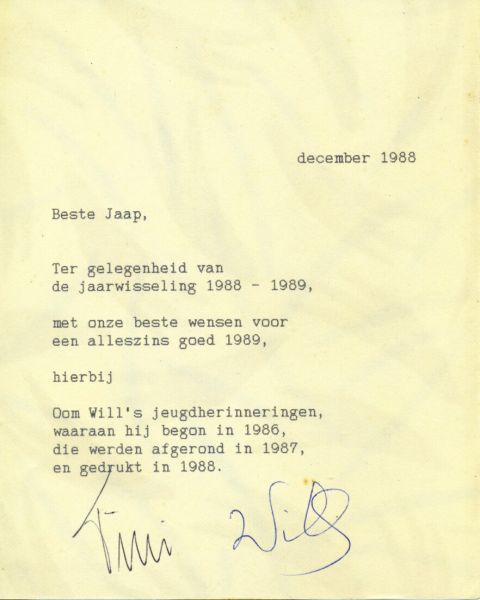 december 1988
Beste Jaap,
Ter gelegenheid van
de jaarwisseling 1988 - 1989,
met onze beste wensen voor
een alleszins goed 1989,
hierbij
Oom Will's jeugdherinneringen,
waaraan hij begon in 1986,
die werden afgerond in 1987,
en gedrukt in 1988.
Will